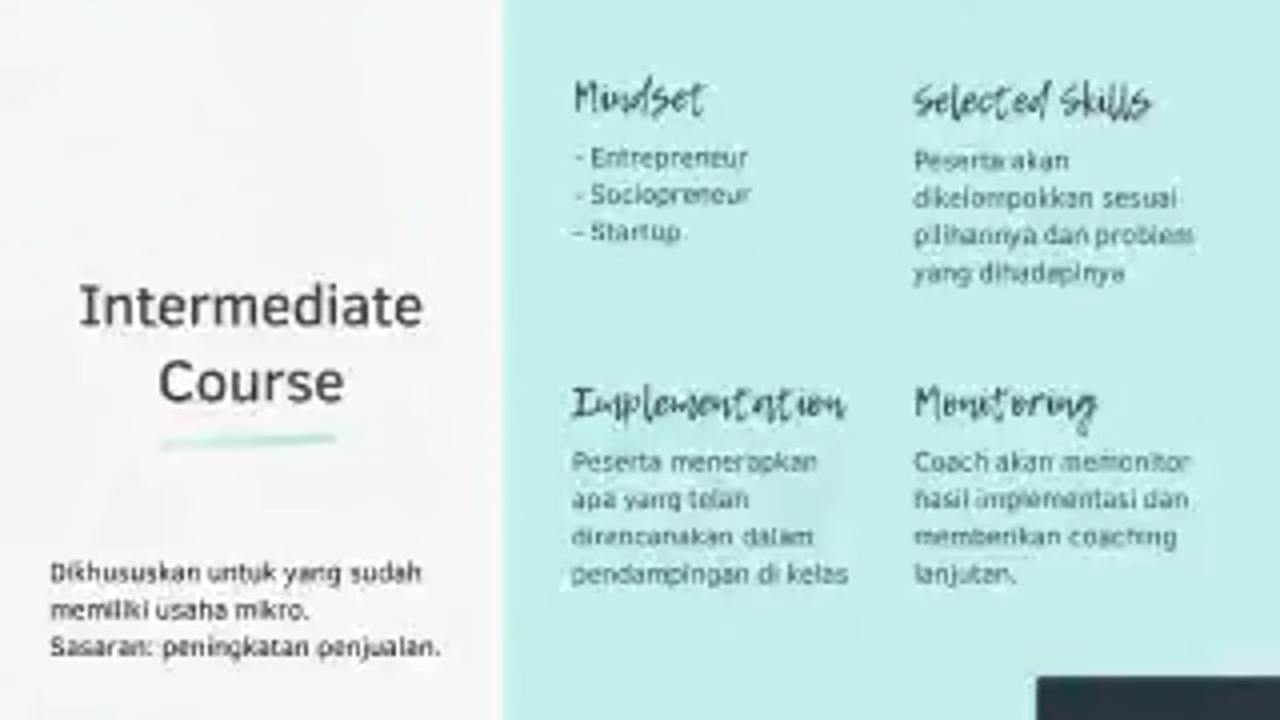 Intermediate
Course
Dikhususkan untuk yang sudah
memiliki usaha mikro.
Sasaran: peningkatan penjualan.
Mindset
- Entrepreneur
- Sociopreneur
- Startup
Selected Skills
Peserta akan
dikelompokkan sesuai
pilihannya dan problem
yang dihadapinya
Implementation
Peserta menerapkan
apa yang telah
direncanakan dalam
pendampingan di kelas
Monitoring
Coach akan memonitor
hasil implementasi dan
memberikan coaching
lanjutan.